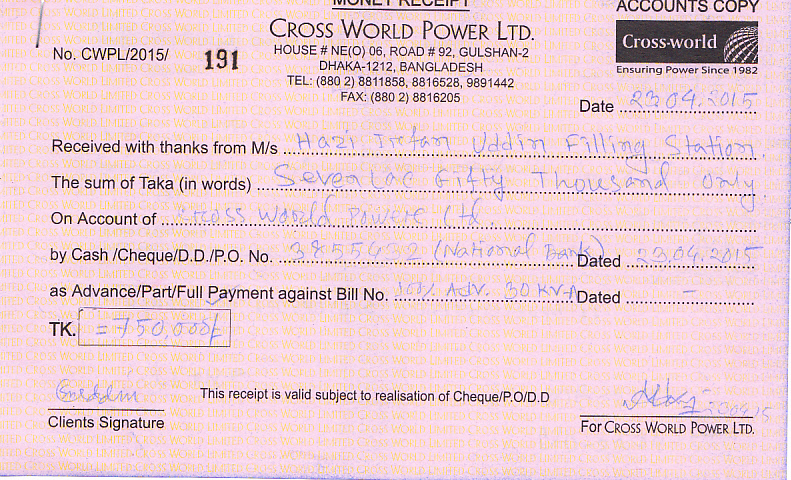 MONEY RECEIPT
ACCOUNTS COPY
CROSS WORLD POWER LTD.
HOUSE # NE(O) 06, ROAD # 92, GULSHAN-2
DHAKA-1212, BANGLADESH
TEL: (880 2) 8811858, 8816528, 9891442
FAX: (880 2) 8816205
Cross-world
Ensuring Power Since 1982
No. CWPL/2015/ 191
Date 23.04.2015
Received with thanks from M/s Hazi Irfan Uddin Filling Station.
The sum of Taka (in words) Seven Lac Fifty Thousand Only.
On Account of Cross World Power Ltd.
by Cash /Cheque/D.D./P.O. No. 3855432 (National Bank) Dated 23.04.2015
as Advance/Part/Full Payment against Bill No. 100% Adv. 30 KVA Dated –
TK. =750,000/=
This receipt is valid subject to realisation of Cheque/P.O/D.D
Clients Signature
For CROSS WORLD POWER LTD.